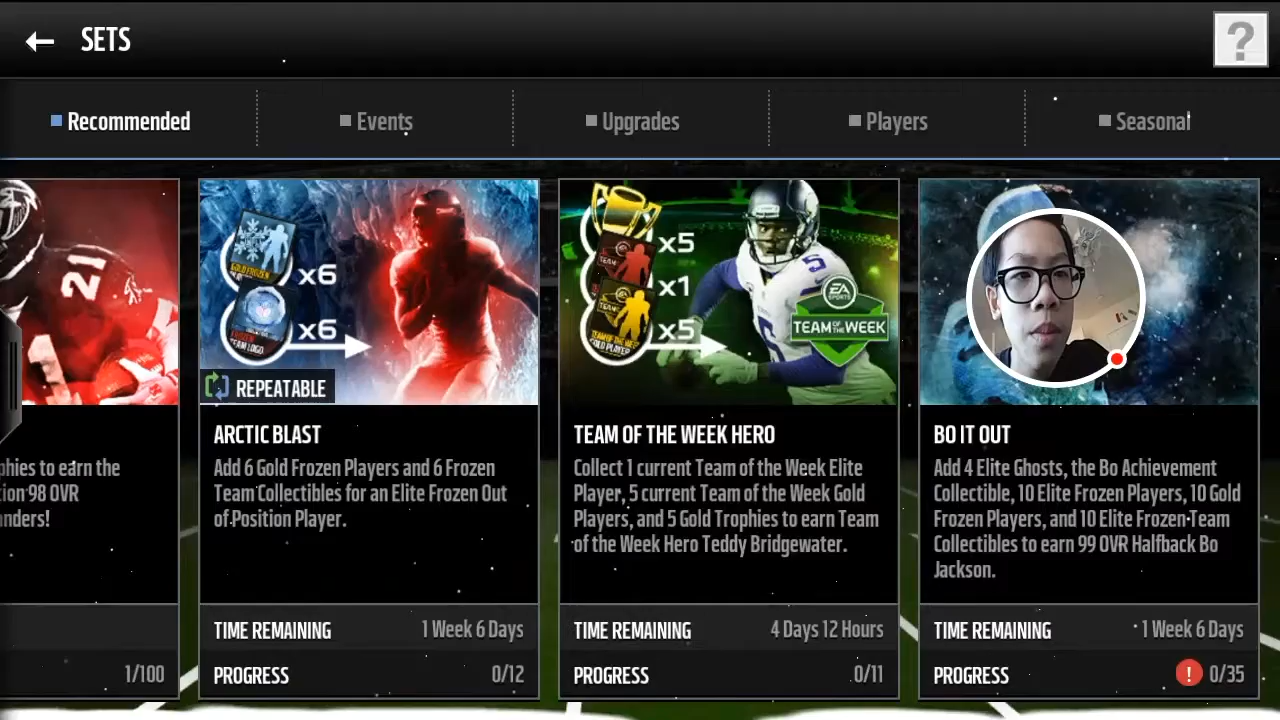 SETS
?
Recommended
Events
Upgrades
Players
Seasonal
21
1
phies to earn the
ion 98 OVR
anders!
1/100
x6
x6
REPEATABLE
ARCTIC BLAST
Add 6 Gold Frozen Players and 6 Frozen
Team Collectibles for an Elite Frozen Out
of Position Player.
TIME REMAINING 1 Week 6 Days
PROGRESS 0/12
x5
x1
x5
5
EA
SPORTS
TEAM OF THE WEEK
TEAM OF THE WEEK HERO
Collect 1 current Team of the Week Elite
Player, 5 current Team of the Week Gold
Players, and 5 Gold Trophies to earn Team
of the Week Hero Teddy Bridgewater.
TIME REMAINING 4 Days 12 Hours
PROGRESS 0/11
BO IT OUT
Add 4 Elite Ghosts, the Bo Achievement
Collectible, 10 Elite Frozen Players, 10 Gold
Frozen Players, and 10 Elite Frozen Team
Collectibles to earn 99 OVR Halfback Bo
Jackson.
TIME REMAINING 1 Week 6 Days
PROGRESS ! 0/35